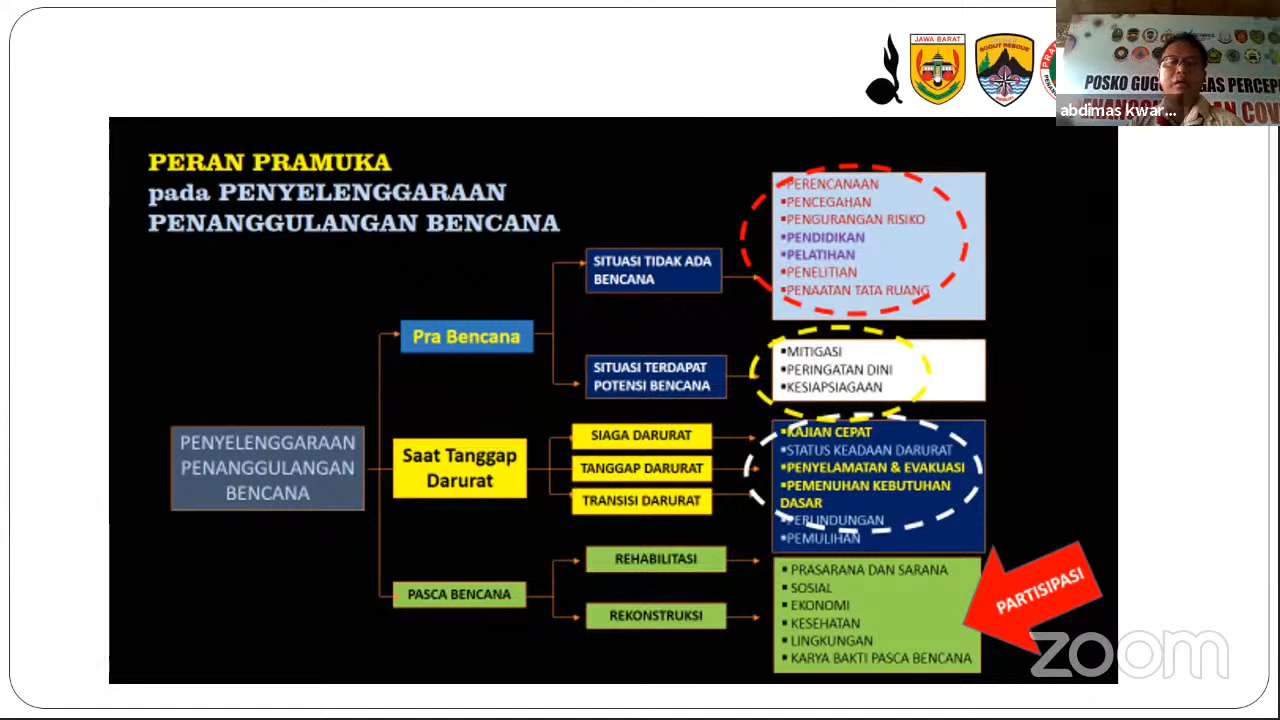 JAWA BARAT
SCOUT RESCUE
POSKO GUGUS TUGAS PERCEP
abdimas kwar...
PERAN PRAMUKA
pada PENYELENGGARAAN
PENANGGULANGAN BENCANA
PENYELENGGARAAN
PENANGGULANGAN
BENCANA
Pra Bencana
SITUASI TIDAK ADA
BENCANA
▪PERENCANAAN
▪PENCEGAHAN
▪PENGURANGAN RISIKO
▪PENDIDIKAN
▪PELATIHAN
▪PENELITIAN
▪PENAATAN TATA RUANG
SITUASI TERDAPAT
POTENSI BENCANA
▪MITIGASI
▪PERINGATAN DINI
▪KESIAPSIAGAAN
Saat Tanggap
Darurat
SIAGA DARURAT
TANGGAP DARURAT
TRANSISI DARURAT
▪KAJIAN CEPAT
▪STATUS KEADAAN DARURAT
▪PENYELAMATAN & EVAKUASI
▪PEMENUHAN KEBUTUHAN
DASAR
▪PERLINDUNGAN
▪PEMULIHAN
PASCA BENCANA
REHABILITASI
REKONSTRUKSI
▪ PRASARANA DAN SARANA
▪ SOSIAL
▪ EKONOMI
▪ KESEHATAN
▪ LINGKUNGAN
▪ KARYA BAKTI PASCA BENCANA
PARTISIPASI
zoom